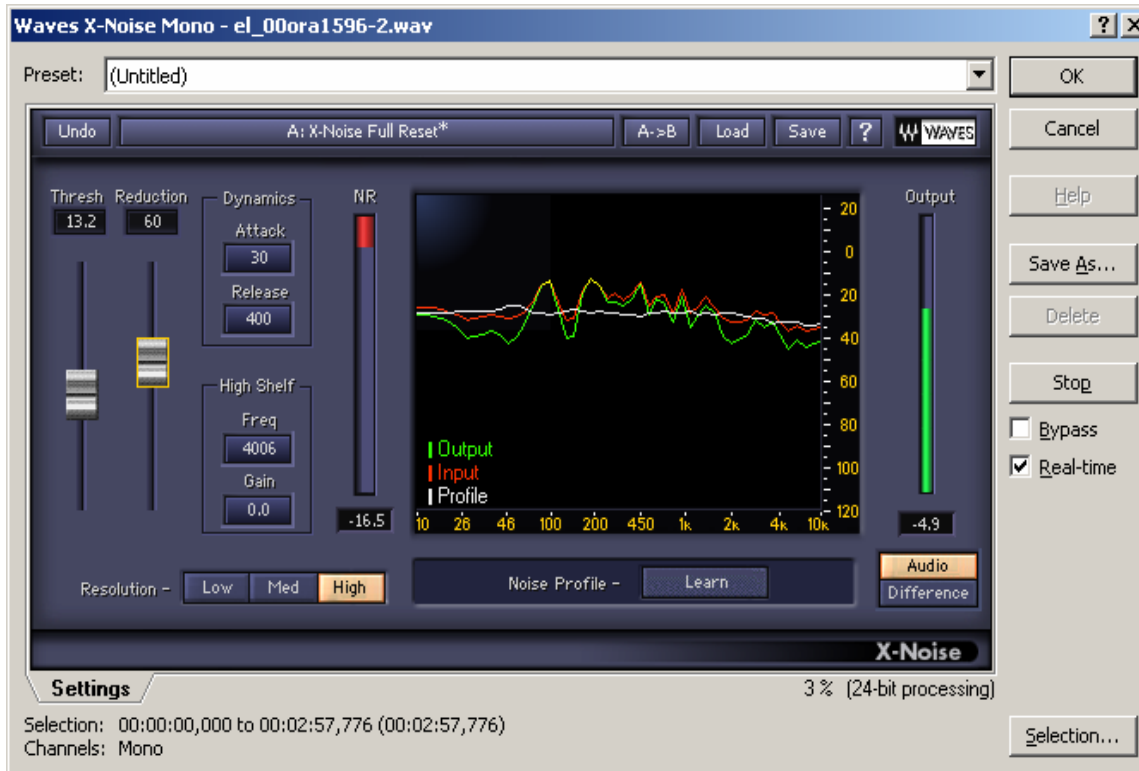 Waves X-Noise Mono - el_00ora1596-2.wav
Preset: (Untitled)
OK
Cancel
Help
Save As...
Delete
Stop
Bypass
Real-time
Selection...
Undo
A: X-Noise Full Reset*
A->B
Load
Save
?
WAVES
Thresh
13.2
Reduction
60
Dynamics
Attack
30
Release
400
High Shelf
Freq
4006
Gain
0.0
NR
-16.5
20
0
20
40
60
80
100
120
Output
Input
Profile
10 26 46 100 200 450 1K 2K 4K 10K
Output
-4.9
Resolution - Low Med High
Noise Profile - Learn
Audio
Difference
X-Noise
Settings
3 % (24-bit processing)
Selection: 00:00:00,000 to 00:02:57,776 (00:02:57,776)
Channels: Mono